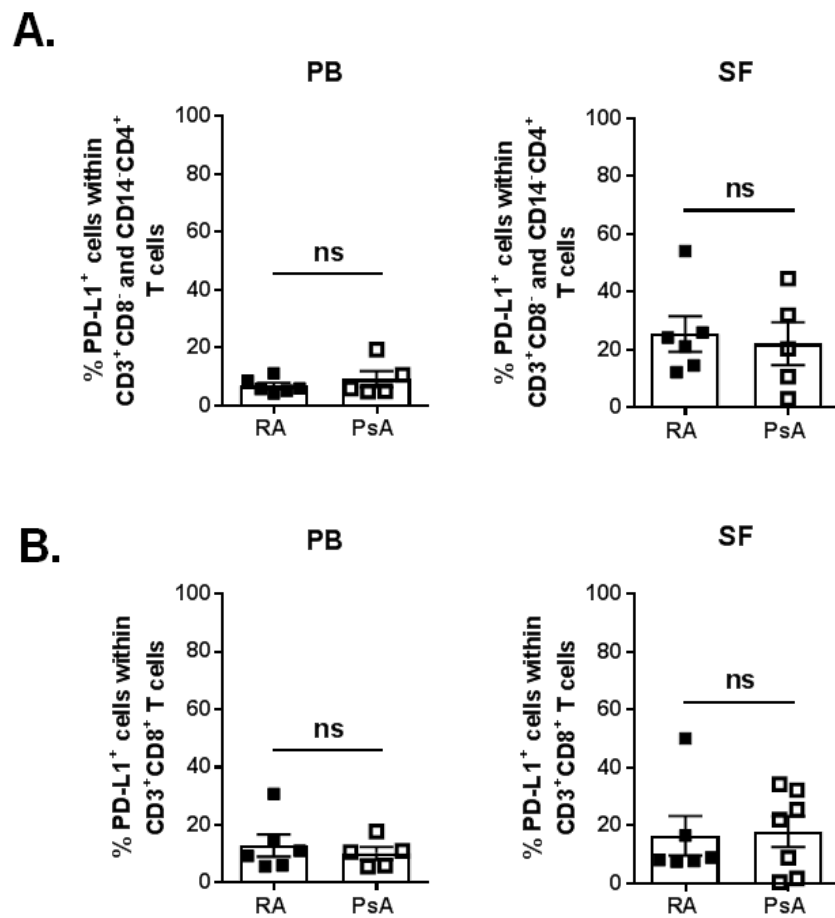 A.
PB
% PD-L1⁺ cells within
CD3⁺CD8⁻ and CD14⁻CD4⁺
T cells
100
80
60
40
20
0
ns
RA
PsA
SF
% PD-L1⁺ cells within
CD3⁺CD8⁻ and CD14⁻CD4⁺
T cells
100
80
60
40
20
0
ns
RA
PsA
B.
PB
% PD-L1⁺ cells within
CD3⁺CD8⁺ T cells
100
80
60
40
20
0
ns
RA
PsA
SF
% PD-L1⁺ cells within
CD3⁺CD8⁺ T cells
100
80
60
40
20
0
ns
RA
PsA